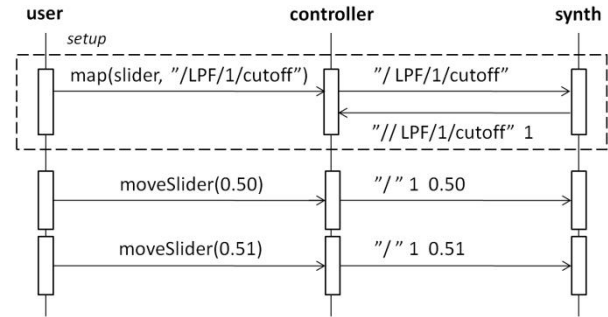 user controller synth
setup
map(slider, ”/LPF/1/cutoff”) ”/ LPF/1/cutoff”
”// LPF/1/cutoff” 1
moveSlider(0.50) ”/ ” 1 0.50
moveSlider(0.51) ”/ ” 1 0.51